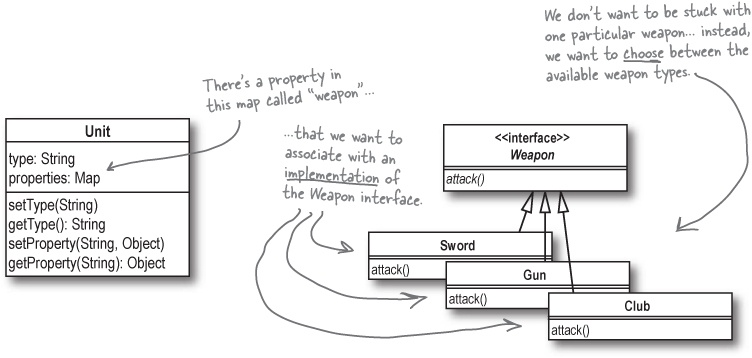 We don't want to be stuck with
one particular weapon... instead,
we want to choose between the
available weapon types.
There's a property in
this map called "weapon"...
...that we want to
associate with an
implementation of
the Weapon interface.
Unit
type: String
properties: Map
setType(String)
getType(): String
setProperty(String, Object)
getProperty(String): Object
<<interface>>
Weapon
attack()
Sword
attack()
Gun
attack()
Club
attack()